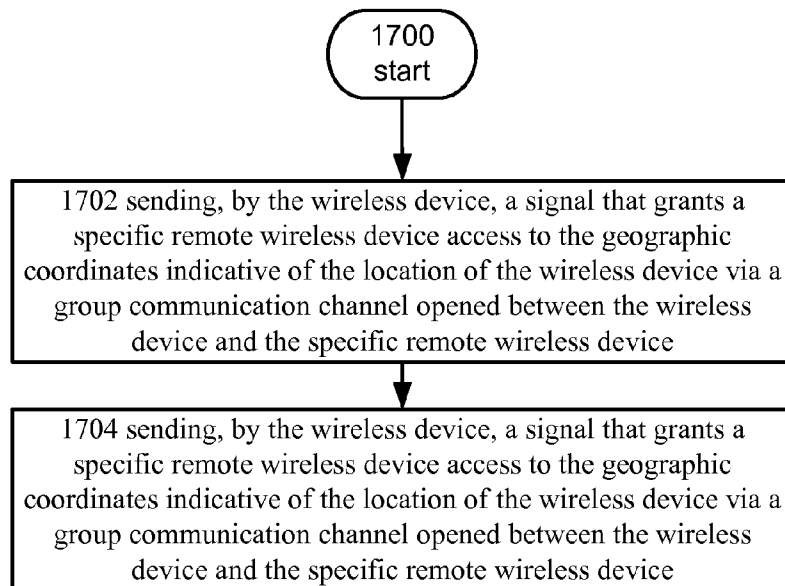 1700
start
1702 sending, by the wireless device, a signal that grants a
specific remote wireless device access to the geographic
coordinates indicative of the location of the wireless device via a
group communication channel opened between the wireless
device and the specific remote wireless device
1704 sending, by the wireless device, a signal that grants a
specific remote wireless device access to the geographic
coordinates indicative of the location of the wireless device via a
group communication channel opened between the wireless
device and the specific remote wireless device